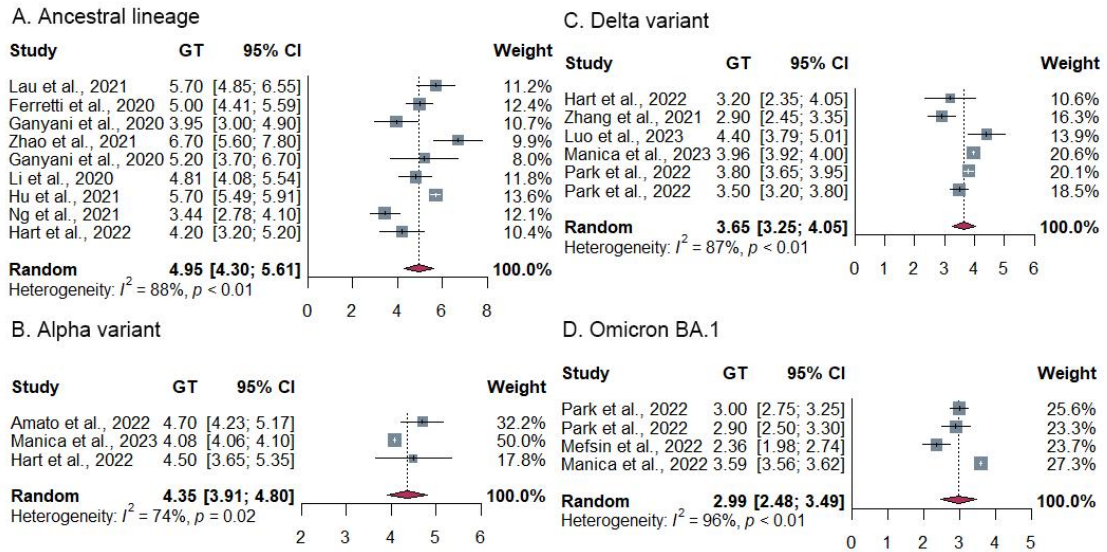 A. Ancestral lineage
Study GT 95% CI Weight
Lau et al., 2021 5.70 [4.85; 6.55] 11.2%
Ferretti et al., 2020 5.00 [4.41; 5.59] 12.4%
Ganyani et al., 2020 3.95 [3.00; 4.90] 10.7%
Zhao et al., 2021 6.70 [5.60; 7.80] 9.9%
Ganyani et al., 2020 5.20 [3.70; 6.70] 8.0%
Li et al., 2020 4.81 [4.08; 5.54] 11.8%
Hu et al., 2021 5.70 [5.49; 5.91] 13.6%
Ng et al., 2021 3.44 [2.78; 4.10] 12.1%
Hart et al., 2022 4.20 [3.20; 5.20] 10.4%
Random 4.95 [4.30; 5.61] 100.0%
Heterogeneity: I² = 88%, p < 0.01
0 2 4 6 8
B. Alpha variant
Study GT 95% CI Weight
Amato et al., 2022 4.70 [4.23; 5.17] 32.2%
Manica et al., 2023 4.08 [4.06; 4.10] 50.0%
Hart et al., 2022 4.50 [3.65; 5.35] 17.8%
Random 4.35 [3.91; 4.80] 100.0%
Heterogeneity: I² = 74%, p = 0.02
2 3 4 5 6
C. Delta variant
Study GT 95% CI Weight
Hart et al., 2022 3.20 [2.35; 4.05] 10.6%
Zhang et al., 2021 2.90 [2.45; 3.35] 16.3%
Luo et al., 2023 4.40 [3.79; 5.01] 13.9%
Manica et al., 2023 3.96 [3.92; 4.00] 20.6%
Park et al., 2022 3.80 [3.65; 3.95] 20.1%
Park et al., 2022 3.50 [3.20; 3.80] 18.5%
Random 3.65 [3.25; 4.05] 100.0%
Heterogeneity: I² = 87%, p < 0.01
0 1 2 3 4 5 6
D. Omicron BA.1
Study GT 95% CI Weight
Park et al., 2022 3.00 [2.75; 3.25] 25.6%
Park et al., 2022 2.90 [2.50; 3.30] 23.3%
Mefsin et al., 2022 2.36 [1.98; 2.74] 23.7%
Manica et al., 2022 3.59 [3.56; 3.62] 27.3%
Random 2.99 [2.48; 3.49] 100.0%
Heterogeneity: I² = 96%, p < 0.01
0 1 2 3 4 5